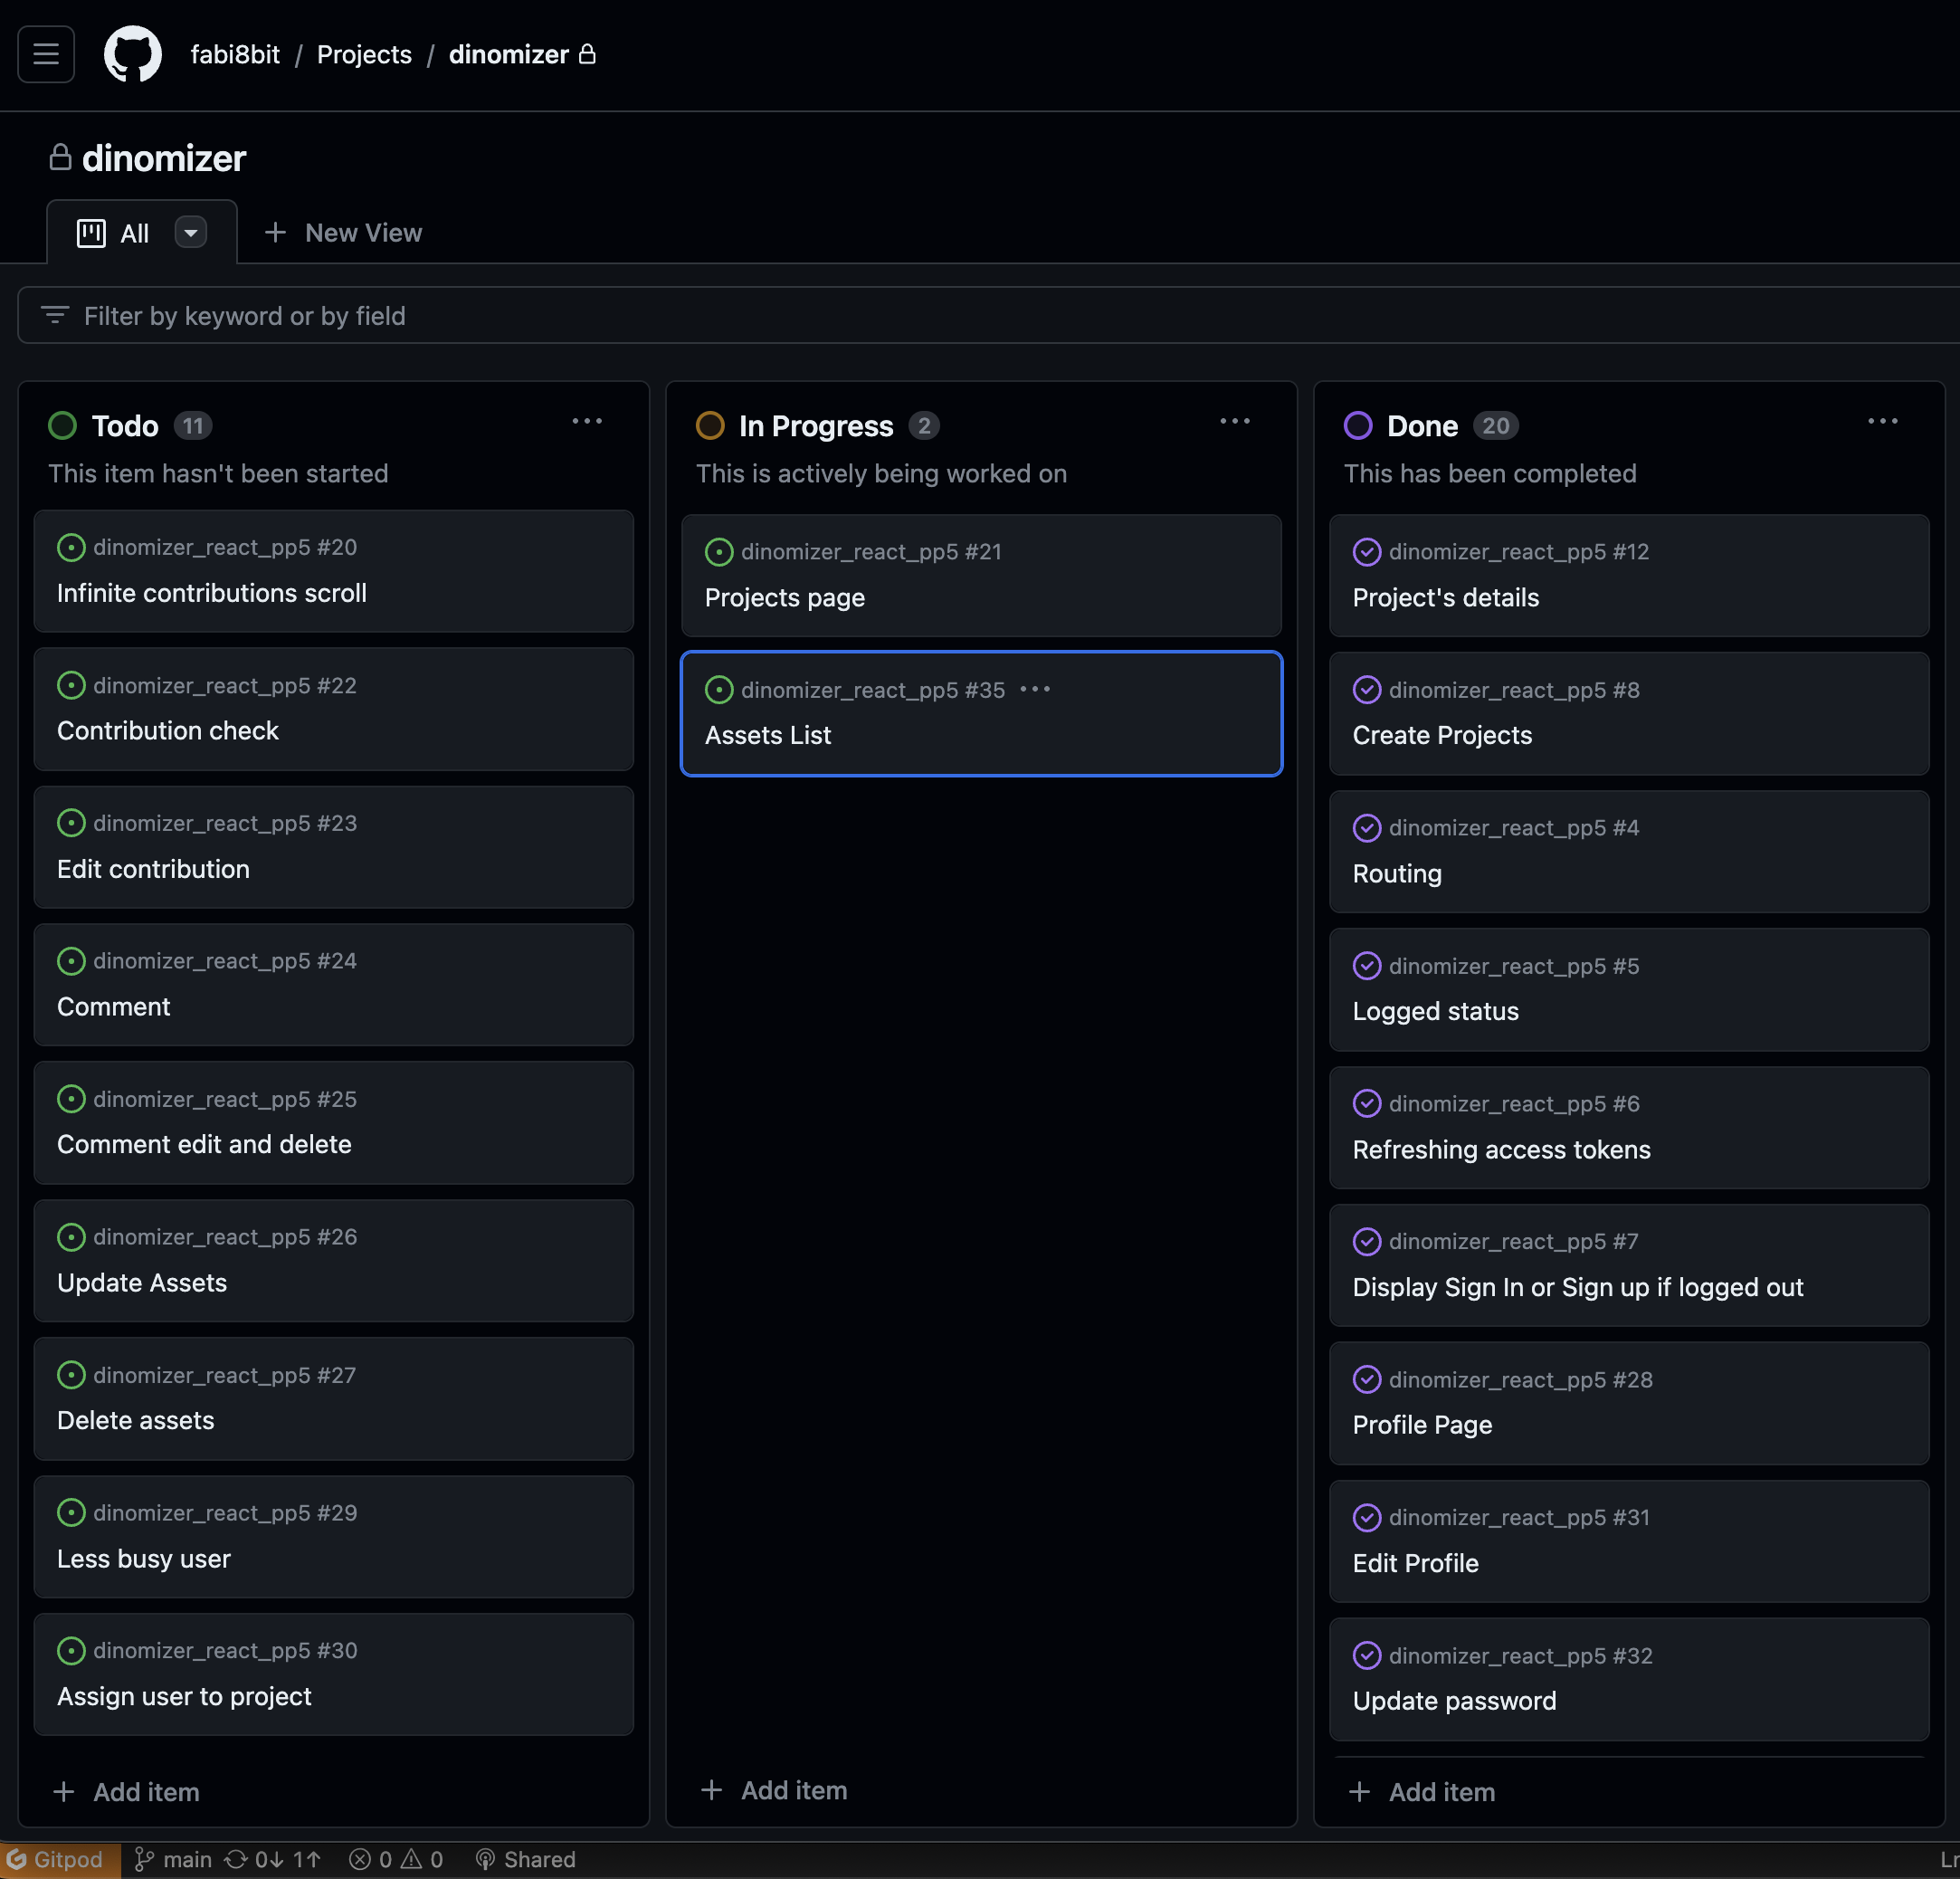 fabi8bit / Projects / dinomizer
dinomizer
All
New View
Filter by keyword or by field
Todo 11
This item hasn't been started
dinomizer_react_pp5 #20
Infinite contributions scroll
dinomizer_react_pp5 #22
Contribution check
dinomizer_react_pp5 #23
Edit contribution
dinomizer_react_pp5 #24
Comment
dinomizer_react_pp5 #25
Comment edit and delete
dinomizer_react_pp5 #26
Update Assets
dinomizer_react_pp5 #27
Delete assets
dinomizer_react_pp5 #29
Less busy user
dinomizer_react_pp5 #30
Assign user to project
Add item
In Progress 2
This is actively being worked on
dinomizer_react_pp5 #21
Projects page
dinomizer_react_pp5 #35
Assets List
Add item
Done 20
This has been completed
dinomizer_react_pp5 #12
Project's details
dinomizer_react_pp5 #8
Create Projects
dinomizer_react_pp5 #4
Routing
dinomizer_react_pp5 #5
Logged status
dinomizer_react_pp5 #6
Refreshing access tokens
dinomizer_react_pp5 #7
Display Sign In or Sign up if logged out
dinomizer_react_pp5 #28
Profile Page
dinomizer_react_pp5 #31
Edit Profile
dinomizer_react_pp5 #32
Update password
Add item
Gitpod main 0↓ 1↑ 0 0 Shared